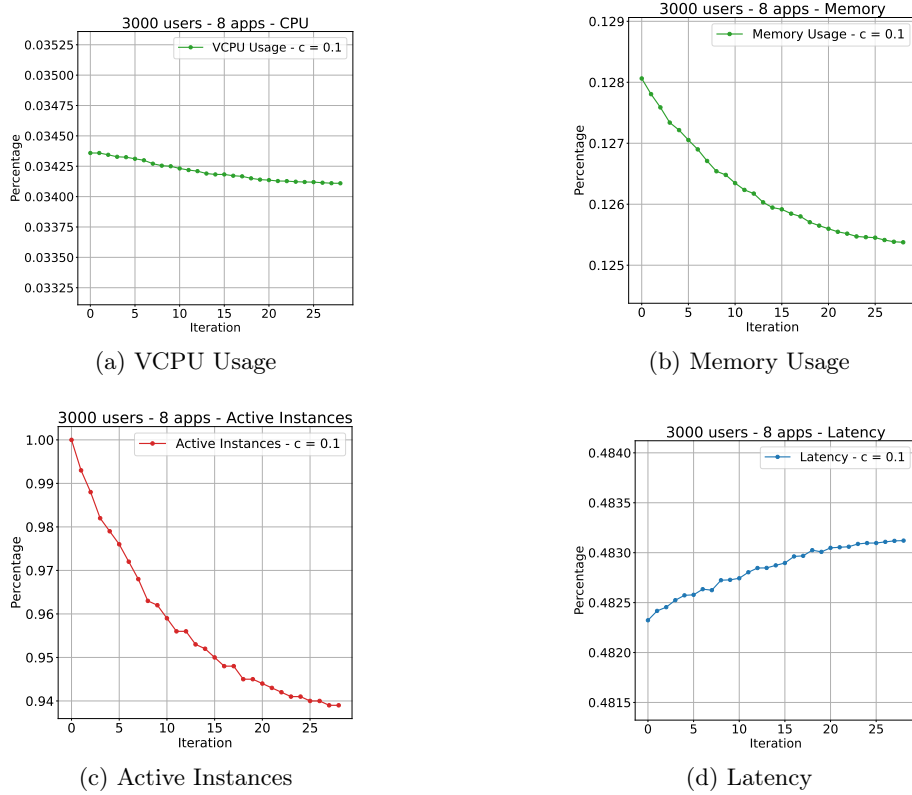 3000 users - 8 apps - CPU
VCPU Usage - c = 0.1
0.03525
0.03500
0.03475
0.03450
0.03425
0.03400
0.03375
0.03350
0.03325
Percentage
0
5
10
15
20
25
Iteration
(a) VCPU Usage
3000 users - 8 apps - Memory
Memory Usage - c = 0.1
0.129
0.128
0.127
0.126
0.125
Percentage
0
5
10
15
20
25
Iteration
(b) Memory Usage
3000 users - 8 apps - Active Instances
Active Instances - c = 0.1
1.00
0.99
0.98
0.97
0.96
0.95
0.94
Percentage
0
5
10
15
20
25
Iteration
(c) Active Instances
3000 users - 8 apps - Latency
Latency - c = 0.1
0.4840
0.4835
0.4830
0.4825
0.4820
0.4815
Percentage
0
5
10
15
20
25
Iteration
(d) Latency